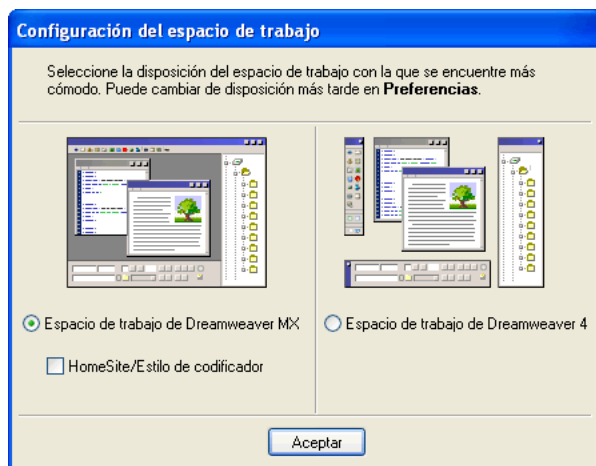 Configuración del espacio de trabajo
Seleccione la disposición del espacio de trabajo con la que se encuentre más
cómodo. Puede cambiar de disposición más tarde en Preferencias.
Espacio de trabajo de Dreamweaver MX
Espacio de trabajo de Dreamweaver 4
HomeSite/Estilo de codificador
Aceptar